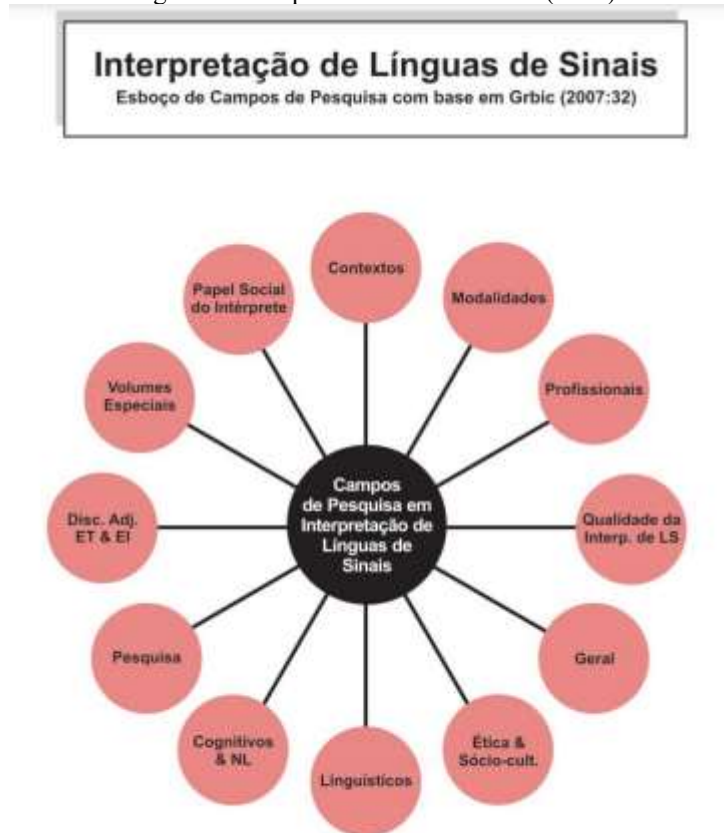 Interpretação de Línguas de Sinais
Esboço de Campos de Pesquisa com base em Grbic (2007:32)
Contextos
Modalidades
Profissionais
Qualidade da
Interp. de LS
Geral
Ética &
Sócio-cult.
Linguísticos
Cognitivos
& NL
Pesquisa
Disc. Adj.
ET & EI
Volumes
Especiais
Papel Social
do Intérprete
Campos
de Pesquisa em
Interpretação de
Línguas de
Sinais